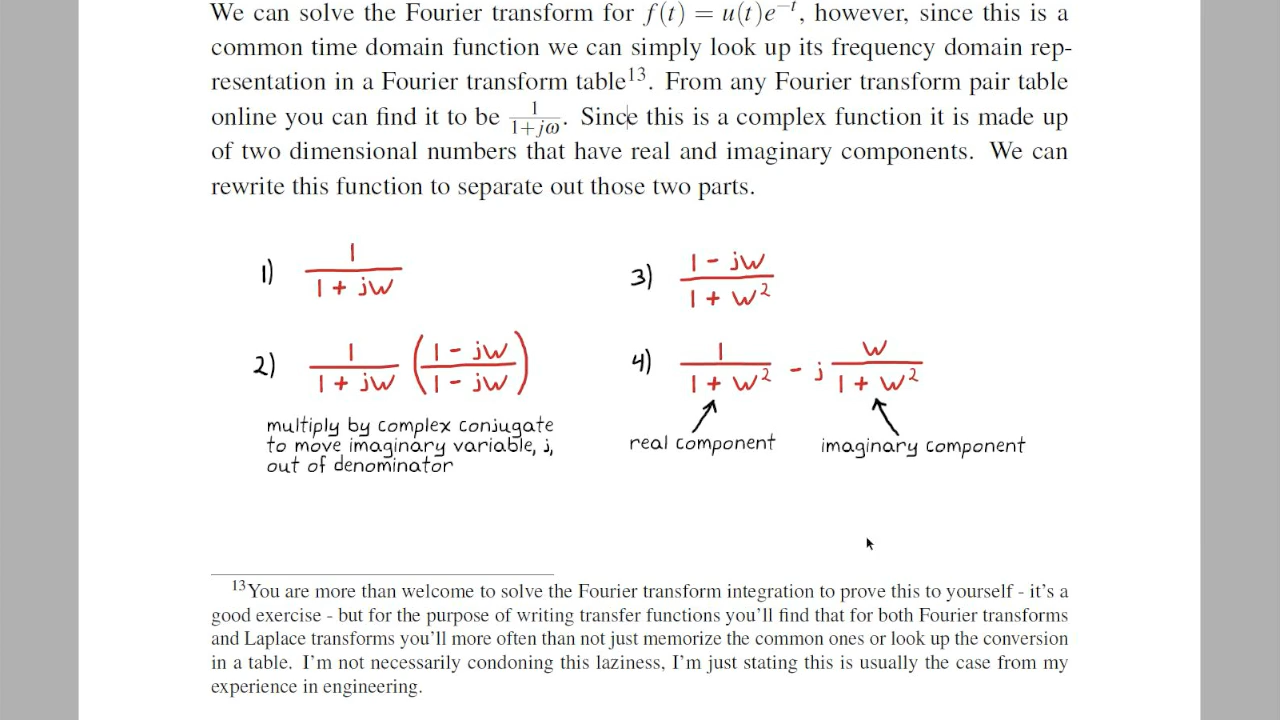 We can solve the Fourier transform for f(t) = u(t)e^{-t}, however, since this is a
common time domain function we can simply look up its frequency domain rep-
resentation in a Fourier transform table^{13}. From any Fourier transform pair table
online you can find it to be \frac{1}{1+jω}. Since this is a complex function it is made up
of two dimensional numbers that have real and imaginary components. We can
rewrite this function to separate out those two parts.
1) \frac{1}{1 + jw}
2) \frac{1}{1 + jw} (\frac{1 - jw}{1 - jw})
multiply by complex conjugate
to move imaginary variable, j,
out of denominator
3) \frac{1 - jw}{1 + w^2}
4) \frac{1}{1 + w^2} - j \frac{w}{1 + w^2}
real component
imaginary component
^{13}You are more than welcome to solve the Fourier transform integration to prove this to yourself - it's a
good exercise - but for the purpose of writing transfer functions you'll find that for both Fourier transforms
and Laplace transforms you'll more often than not just memorize the common ones or look up the conversion
in a table. I'm not necessarily condoning this laziness, I'm just stating this is usually the case from my
experience in engineering.